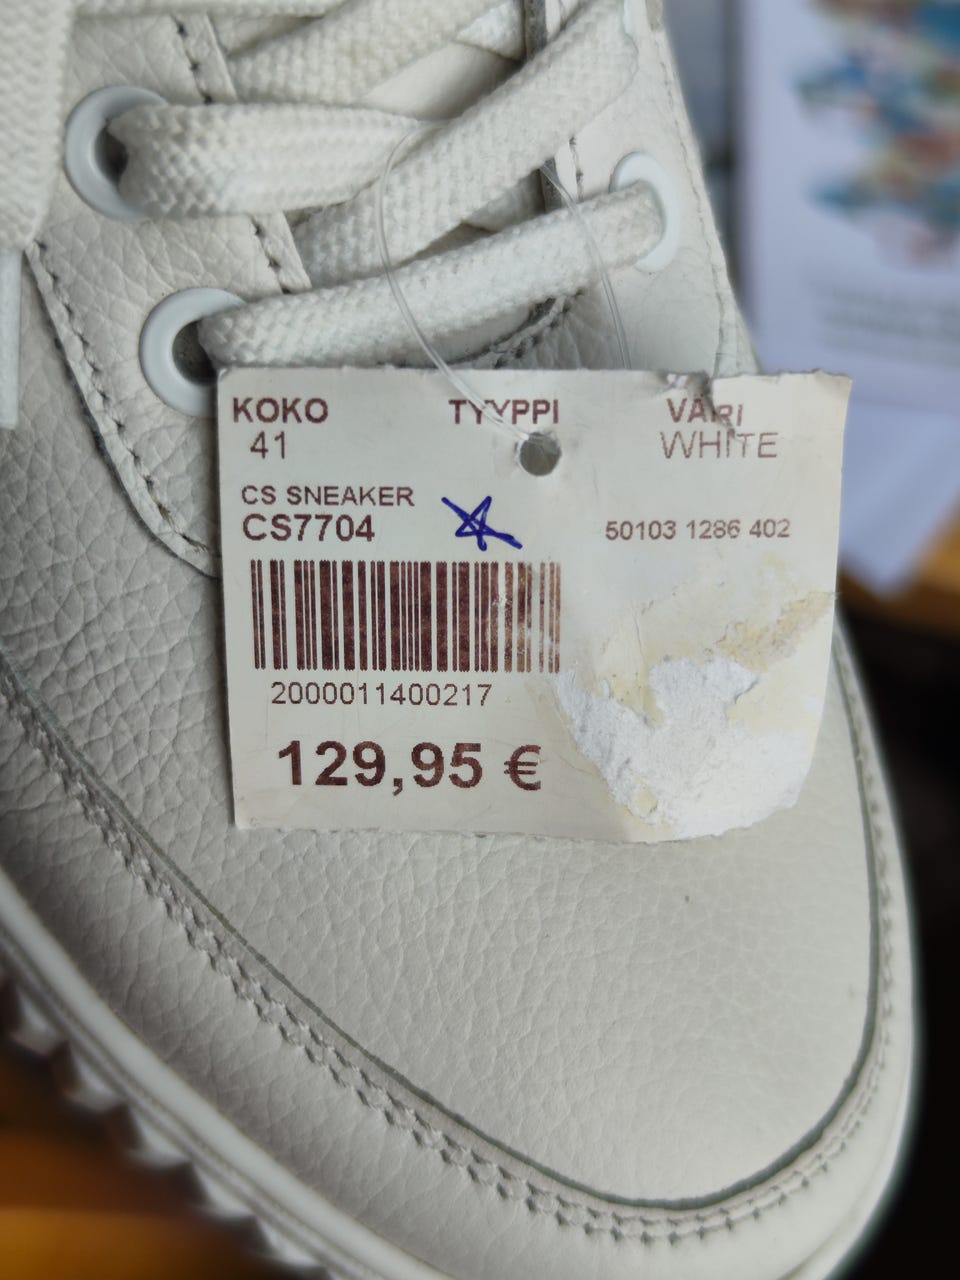 KOKO TYYPPI VÄRI
41 WHITE
CS SNEAKER
CS7704 50103 1286 402
2000011400217
129,95 €